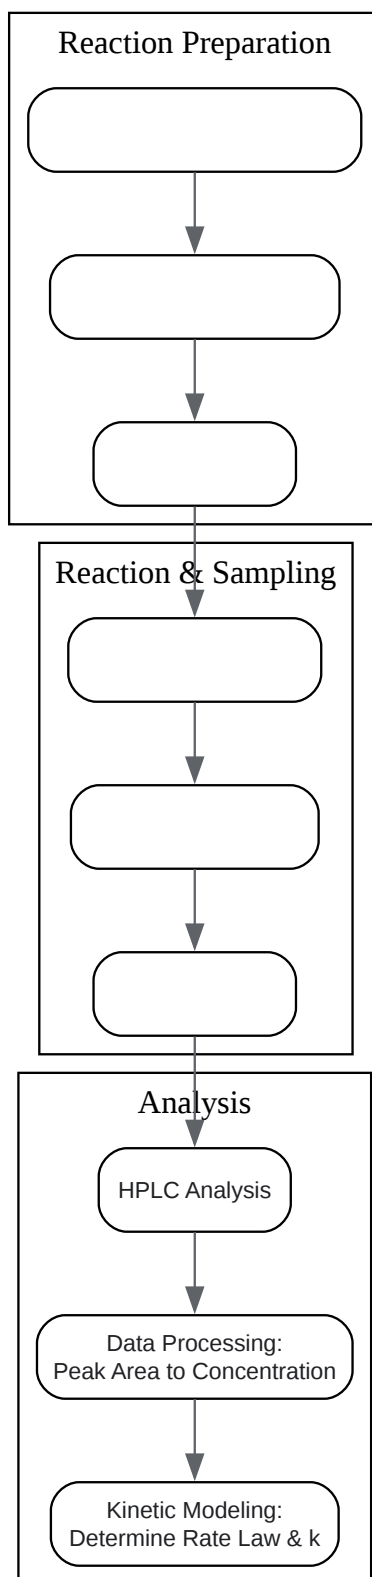 Reaction Preparation
Reaction & Sampling
Analysis
HPLC Analysis
Data Processing:
Peak Area to Concentration
Kinetic Modeling:
Determine Rate Law & k